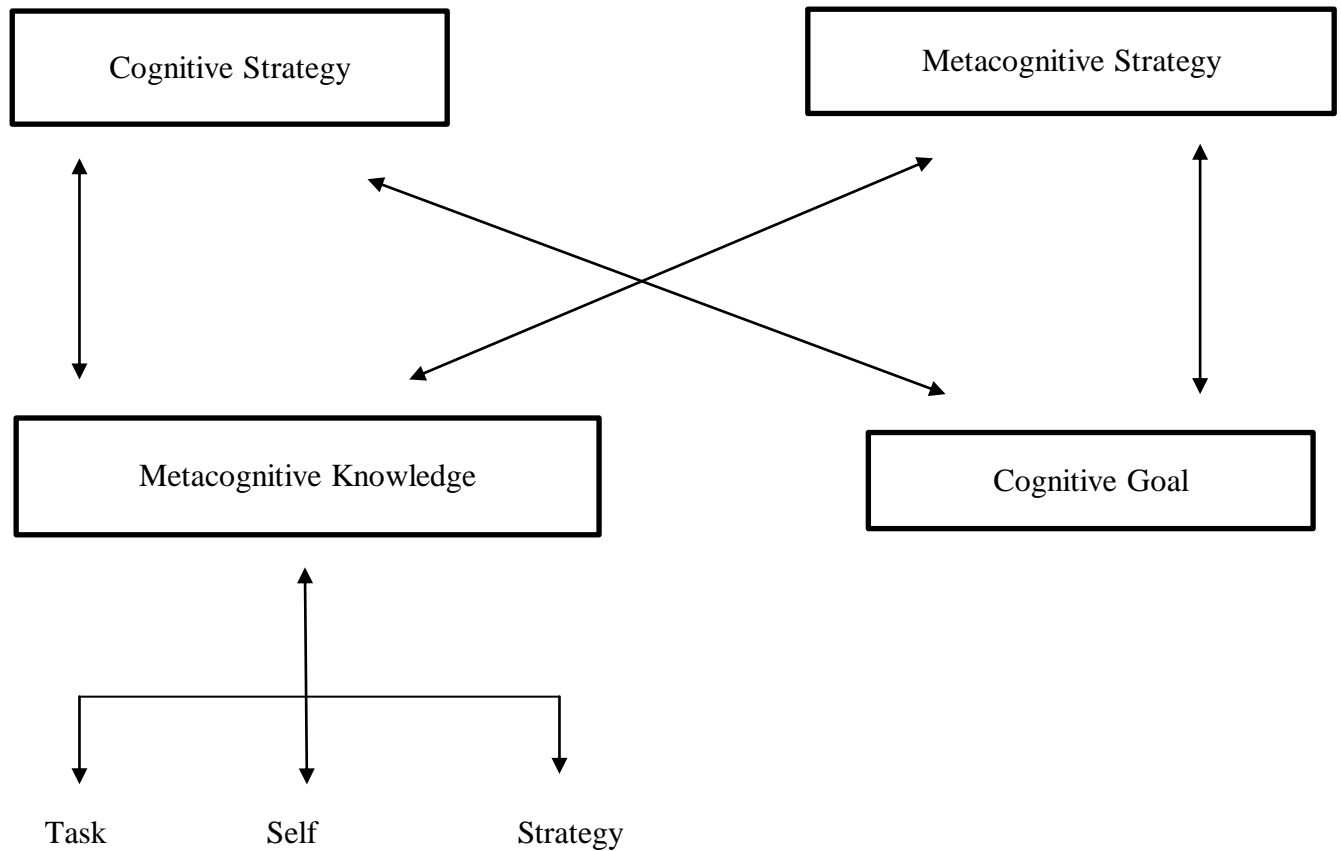 Cognitive Strategy
Metacognitive Strategy
Metacognitive Knowledge
Cognitive Goal
Task
Self
Strategy